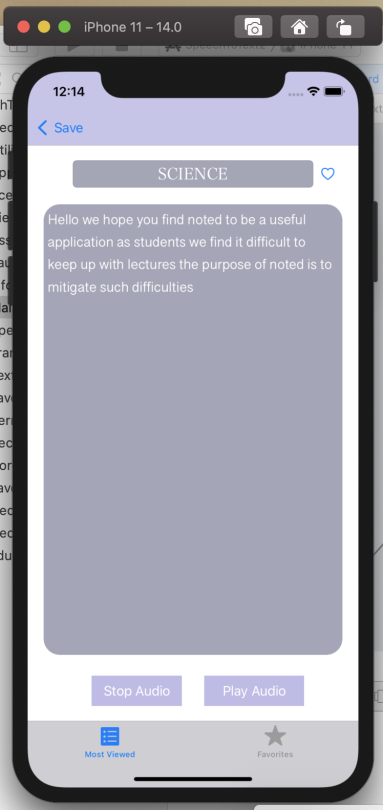 iPhone 11 – 14.0
12:14
Save
SCIENCE
Hello we hope you find noted to be a useful
application as students we find it difficult to
keep up with lectures the purpose of noted is to
mitigate such difficulties
Stop Audio
Play Audio
Most Viewed
Favorites